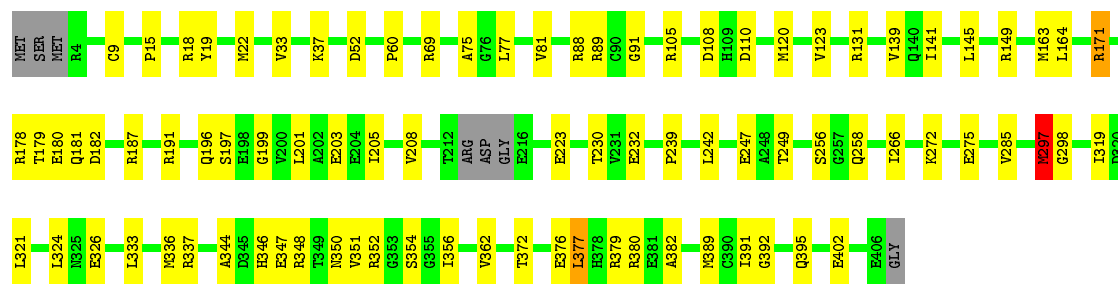 MET SER MET R4 C9 P15 R18 Y19 M22 V33 K37 D52 P60 R69 A75 G76 L77 V81 R88 R89 C90 G91 R105 D108 H109 D110 M120 V123 R131 V139 Q140 I141 L145 R149 M163 L164 R171
R178 T179 E180 Q181 D182 R187 R191 Q196 S197 E198 G199 V200 L201 A202 E203 E204 I205 V208 T212 ARG ASP GLY E216 E223 T230 V231 E232 P239 L242 E247 A248 T249 S256 G257 Q258 I266 K272 E275 V285 M297 G298 I319
L321 L324 N325 E326 L333 M336 R337 A344 D345 H346 E347 R348 T349 N350 V351 R352 G353 S354 G355 I356 V362 T372 E376 L377 H378 R379 R380 E381 A382 M389 C390 I391 G392 Q395 E402 E406 GLY